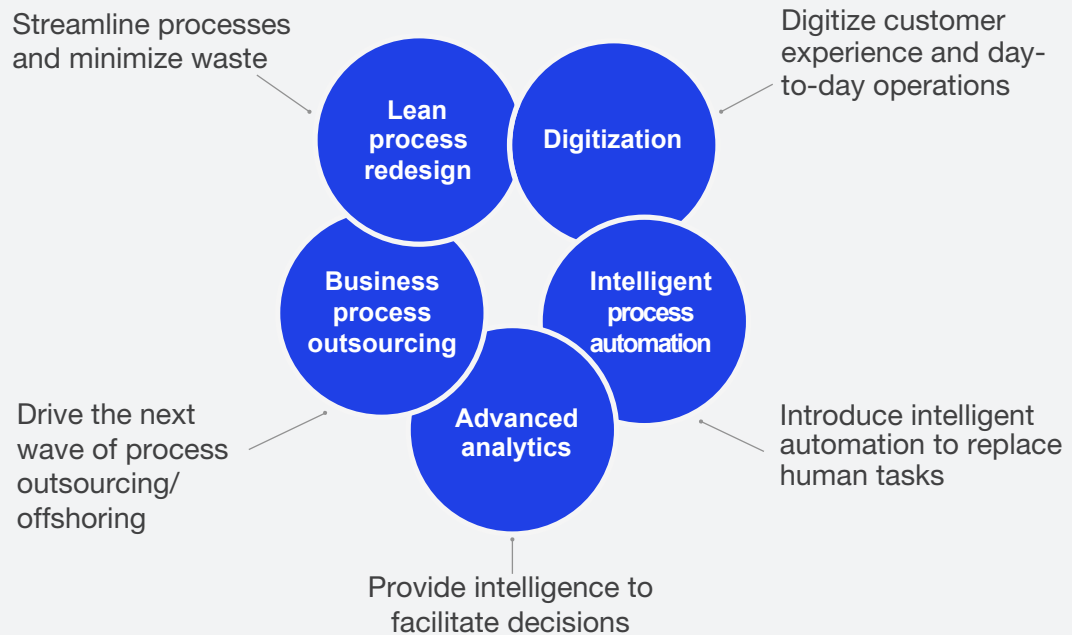 Streamline processes
and minimize waste
Digitize customer
experience and day-
to-day operations
Lean
process
redesign
Digitization
Business
process
outsourcing
Intelligent
process
automation
Advanced
analytics
Drive the next
wave of process
outsourcing/
offshoring
Introduce intelligent
automation to replace
human tasks
Provide intelligence to
facilitate decisions